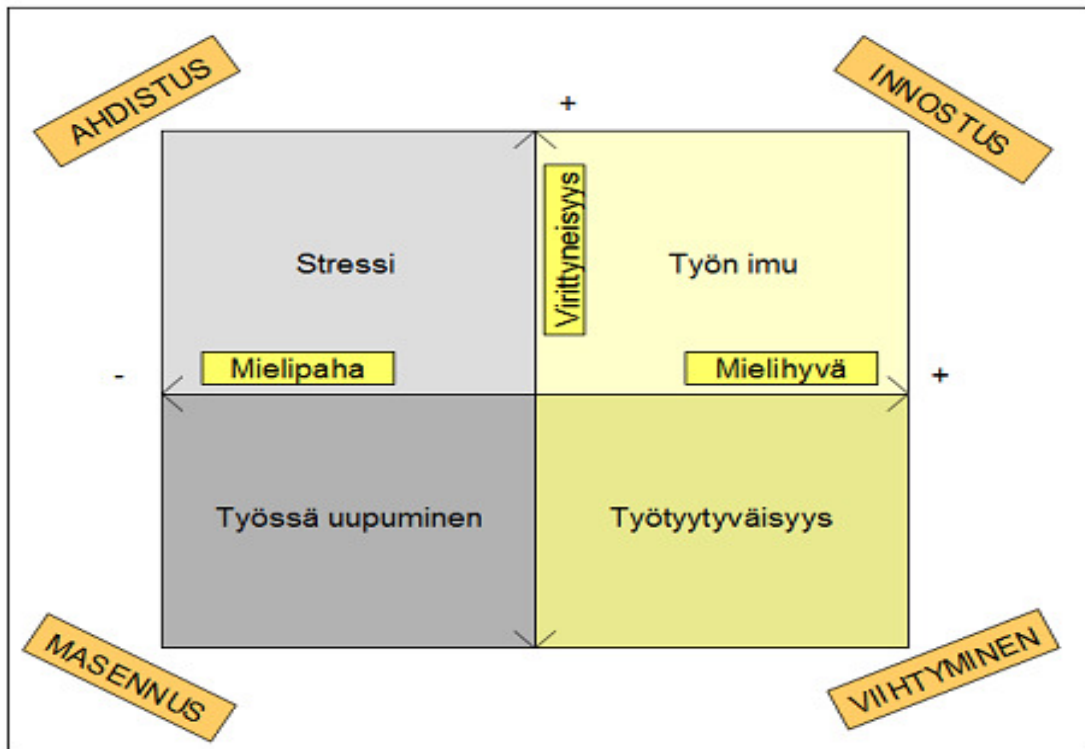 AHDISTUS
INNOSTUS
+
Virittyneisyys
Stressi
Työn imu
Mielipaha
Mielihyvä
-
+
Työssä uupuminen
Työtyytyväisyys
MASENNUS
VIIHTYMINEN